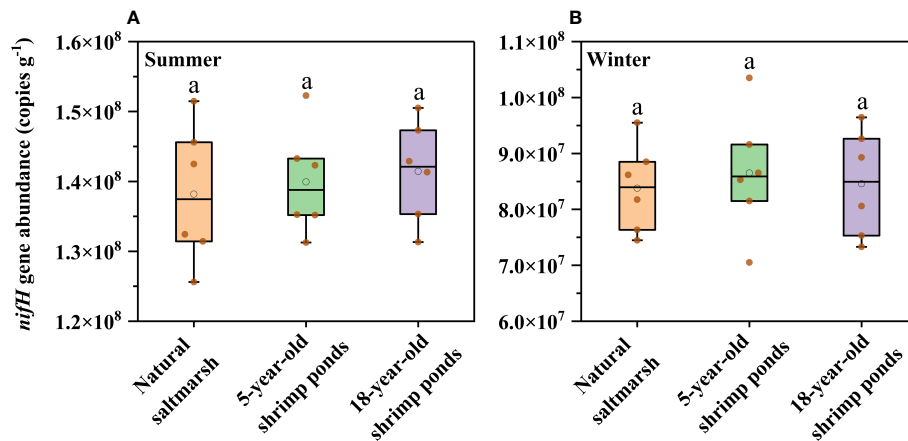 A
B
nifH gene abundance (copies g⁻¹)
1.6×10⁸
1.5×10⁸
1.4×10⁸
1.3×10⁸
1.2×10⁸
Summer
a
a
a
Natural
saltmarsh
5-year-old
shrimp ponds
18-year-old
shrimp ponds
1.1×10⁸
1.0×10⁸
9.0×10⁷
8.0×10⁷
7.0×10⁷
6.0×10⁷
Winter
a
a
a
Natural
saltmarsh
5-year-old
shrimp ponds
18-year-old
shrimp ponds